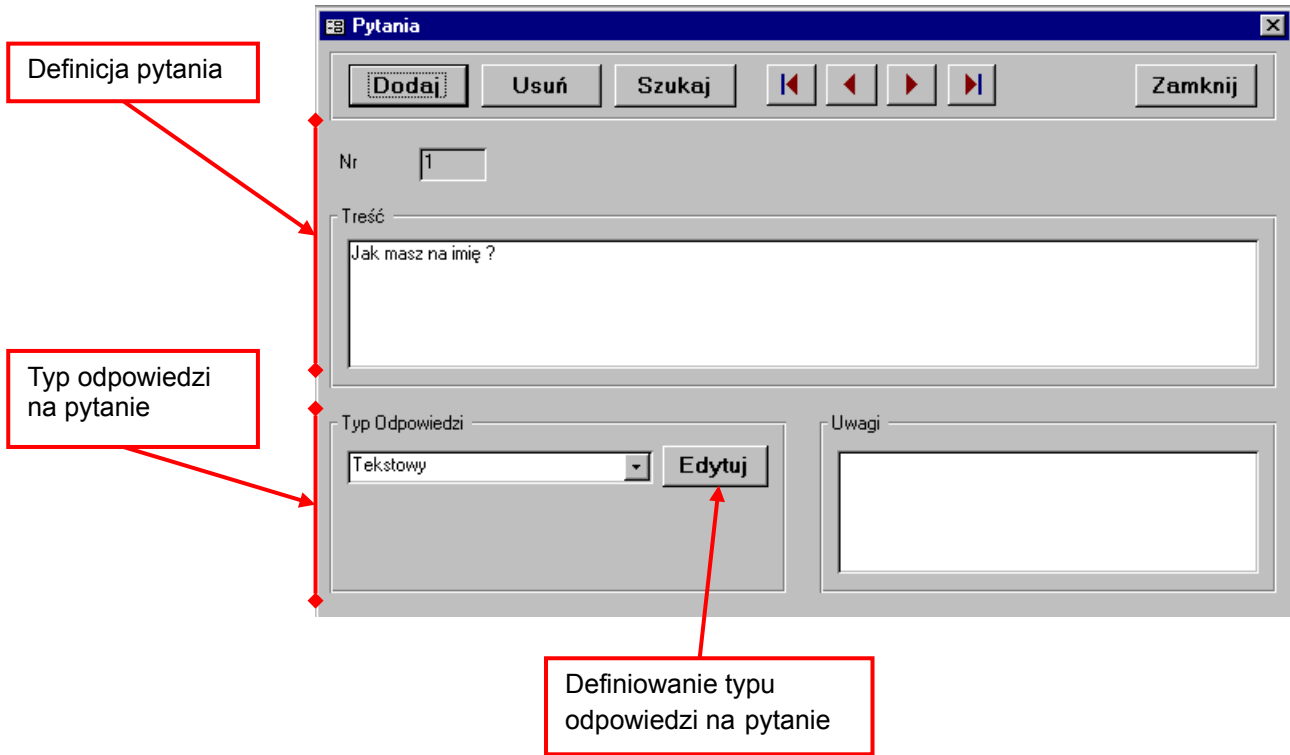 Pytania
Definicja pytania
Dodaj Usuń Szukaj Zamknij
Nr 1
Treść
Jak masz na imię ?
Typ odpowiedzi
na pytanie
Typ Odpowiedzi Uwagi
Tekstowy Edytuj
Definiowanie typu
odpowiedzi na pytanie